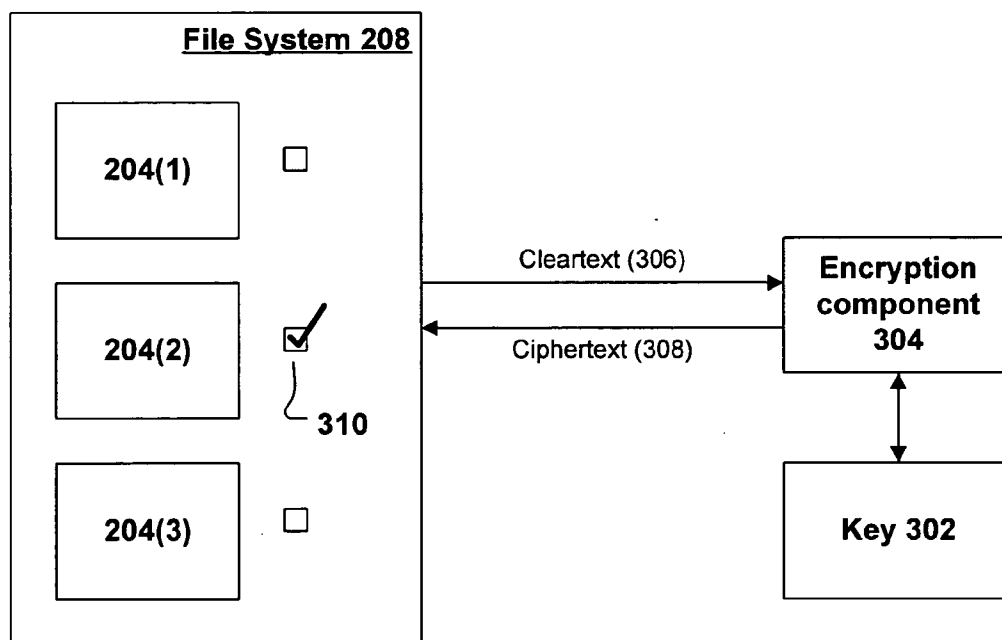 File System 208
204(1)
204(2)
310
204(3)
Cleartext (306)
Ciphertext (308)
Encryption
component
304
Key 302